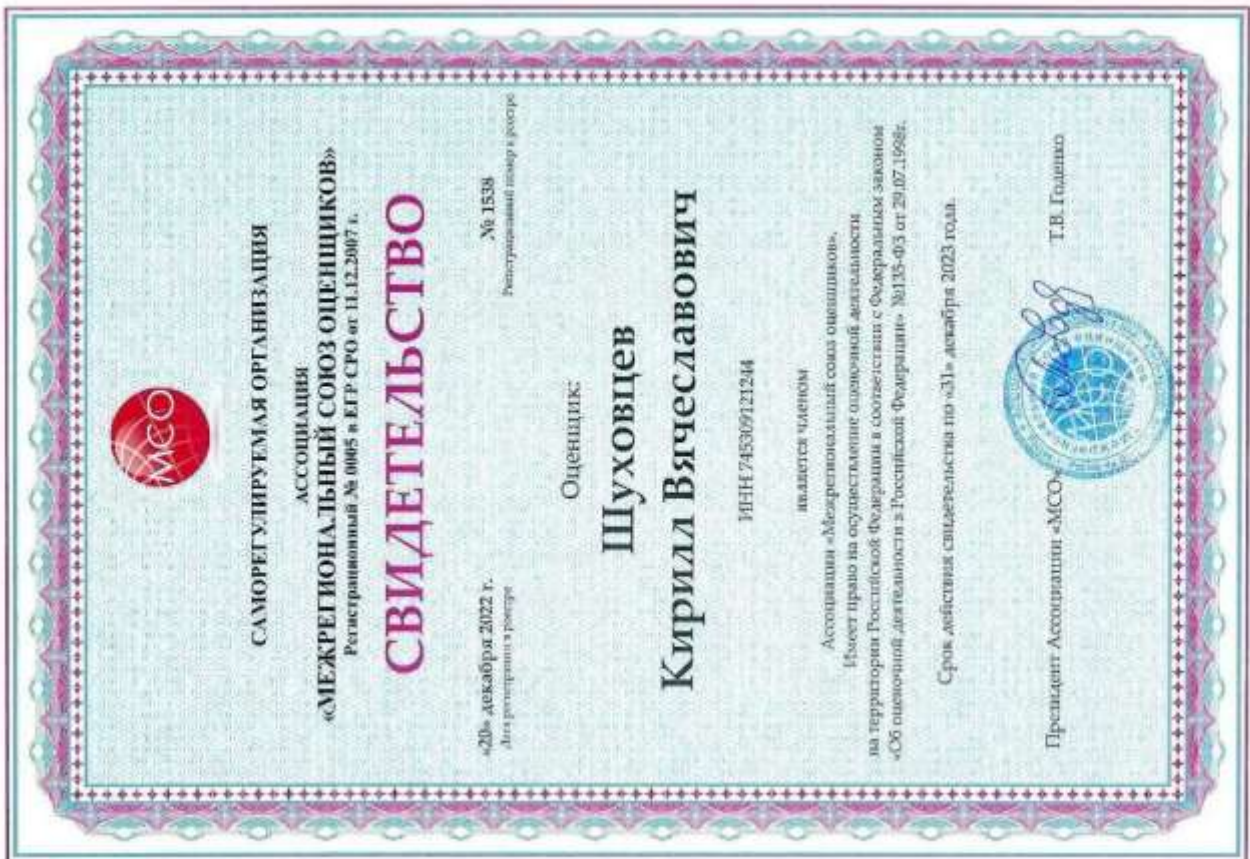 МСО
САМОРЕГУЛИРУЕМАЯ ОРГАНИЗАЦИЯ
АССОЦИАЦИЯ
«МЕЖРЕГИОНАЛЬНЫЙ СОЮЗ ОЦЕНЩИКОВ»
Регистрационный № 0005 в ЕГР СРО от 11.12.2007 г.
СВИДЕТЕЛЬСТВО
«20» декабря 2022 г. № 1538
Дата регистрации в реестре Регистрационный номер в реестре
Оценщик:
Шуховцев
Кирилл Вячеславович
ИНН 745309121244
является членом
Ассоциации «Межрегиональный союз оценщиков».
Имеет право на осуществление оценочной деятельности
на территории Российской Федерации в соответствии с Федеральным законом
«Об оценочной деятельности в Российской Федерации» №135-ФЗ от 29.07.1998г.
Срок действия свидетельства по «31» декабря 2023 года.
Президент Ассоциации «МСО» Т.В. Годенко